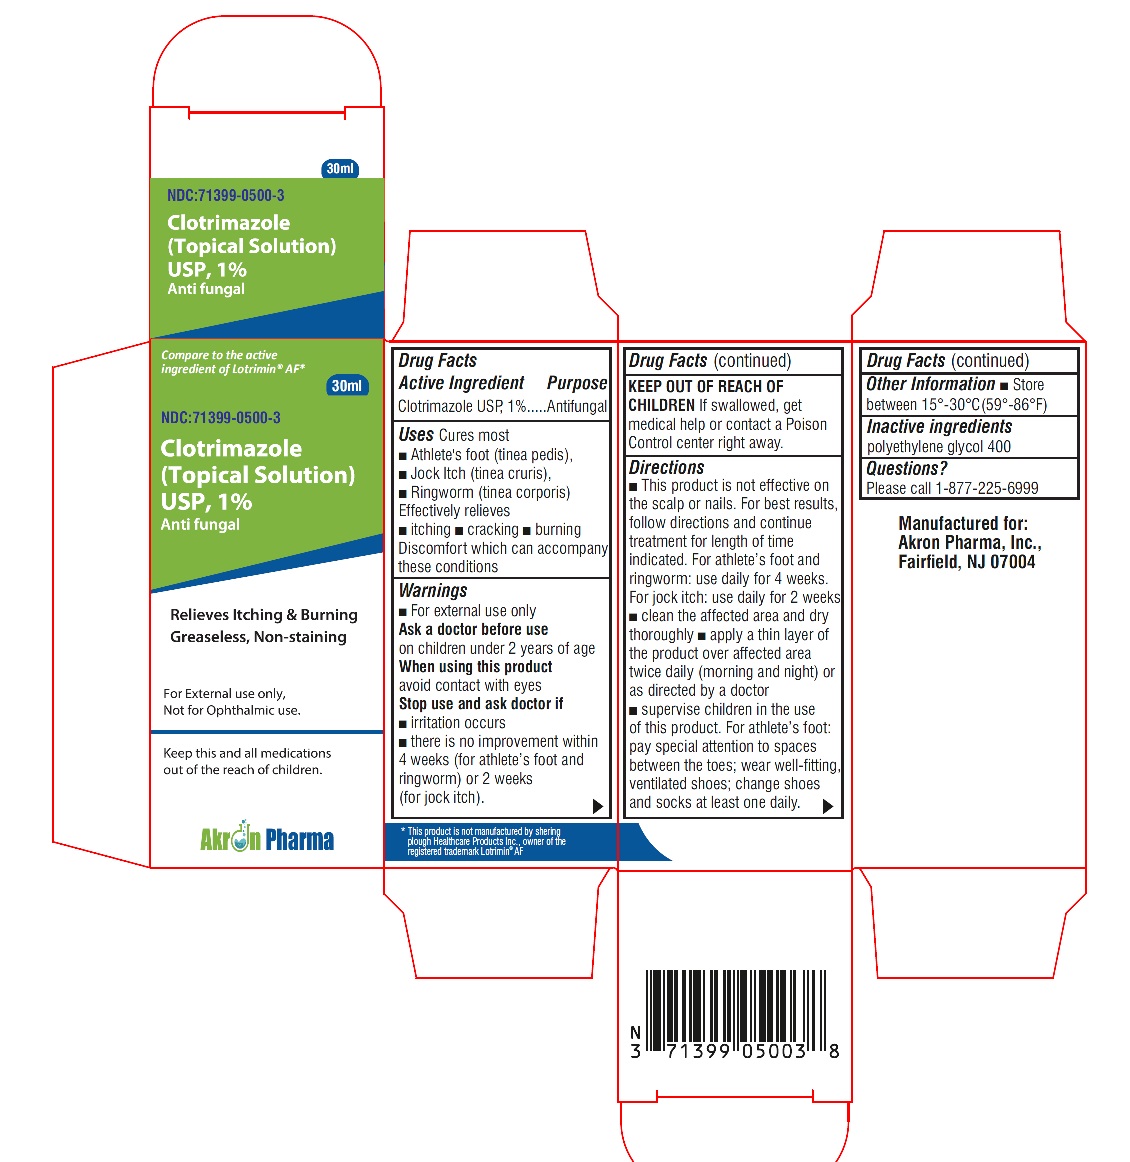 30ml
NDC:71399-0500-3
Clotrimazole
(Topical Solution)
USP, 1%
Anti fungal
Compare to the active
ingredient of Lotrimin® AF*
30ml
NDC:71399-0500-3
Clotrimazole
(Topical Solution)
USP, 1%
Anti fungal
Relieves Itching & Burning
Greaseless, Non-staining
For External use only,
Not for Ophthalmic use.
Keep this and all medications
out of the reach of children.
Akron Pharma
Drug Facts
Active Ingredient Purpose
Clotrimazole USP, 1%.....Antifungal
Uses Cures most
■ Athlete's foot (tinea pedis),
■ Jock Itch (tinea cruris),
■ Ringworm (tinea corporis)
Effectively relieves
■ itching ■ cracking ■ burning
Discomfort which can accompany
these conditions
Warnings
■ For external use only
Ask a doctor before use
on children under 2 years of age
When using this product
avoid contact with eyes
Stop use and ask doctor if
■ irritation occurs
■ there is no improvement within
4 weeks (for athlete's foot and
ringworm) or 2 weeks
(for jock itch).
* This product is not manufactured by shering
plough Healthcare Products Inc., owner of the
registered trademark Lotrimin® AF
Drug Facts (continued)
KEEP OUT OF REACH OF
CHILDREN If swallowed, get
medical help or contact a Poison
Control center right away.
Directions
■ This product is not effective on
the scalp or nails. For best results,
follow directions and continue
treatment for length of time
indicated. For athlete's foot and
ringworm: use daily for 4 weeks.
For jock itch: use daily for 2 weeks
■ clean the affected area and dry
thoroughly ■ apply a thin layer of
the product over affected area
twice daily (morning and night) or
as directed by a doctor
■ supervise children in the use
of this product. For athlete's foot:
pay special attention to spaces
between the toes; wear well-fitting,
ventilated shoes; change shoes
and socks at least one daily.
Drug Facts (continued)
Other Information ■ Store
between 15°-30°C(59°-86°F)
Inactive ingredients
polyethylene glycol 400
Questions?
Please call 1-877-225-6999
Manufactured for:
Akron Pharma, Inc.,
Fairfield, NJ 07004
N
3 71399 05003 8